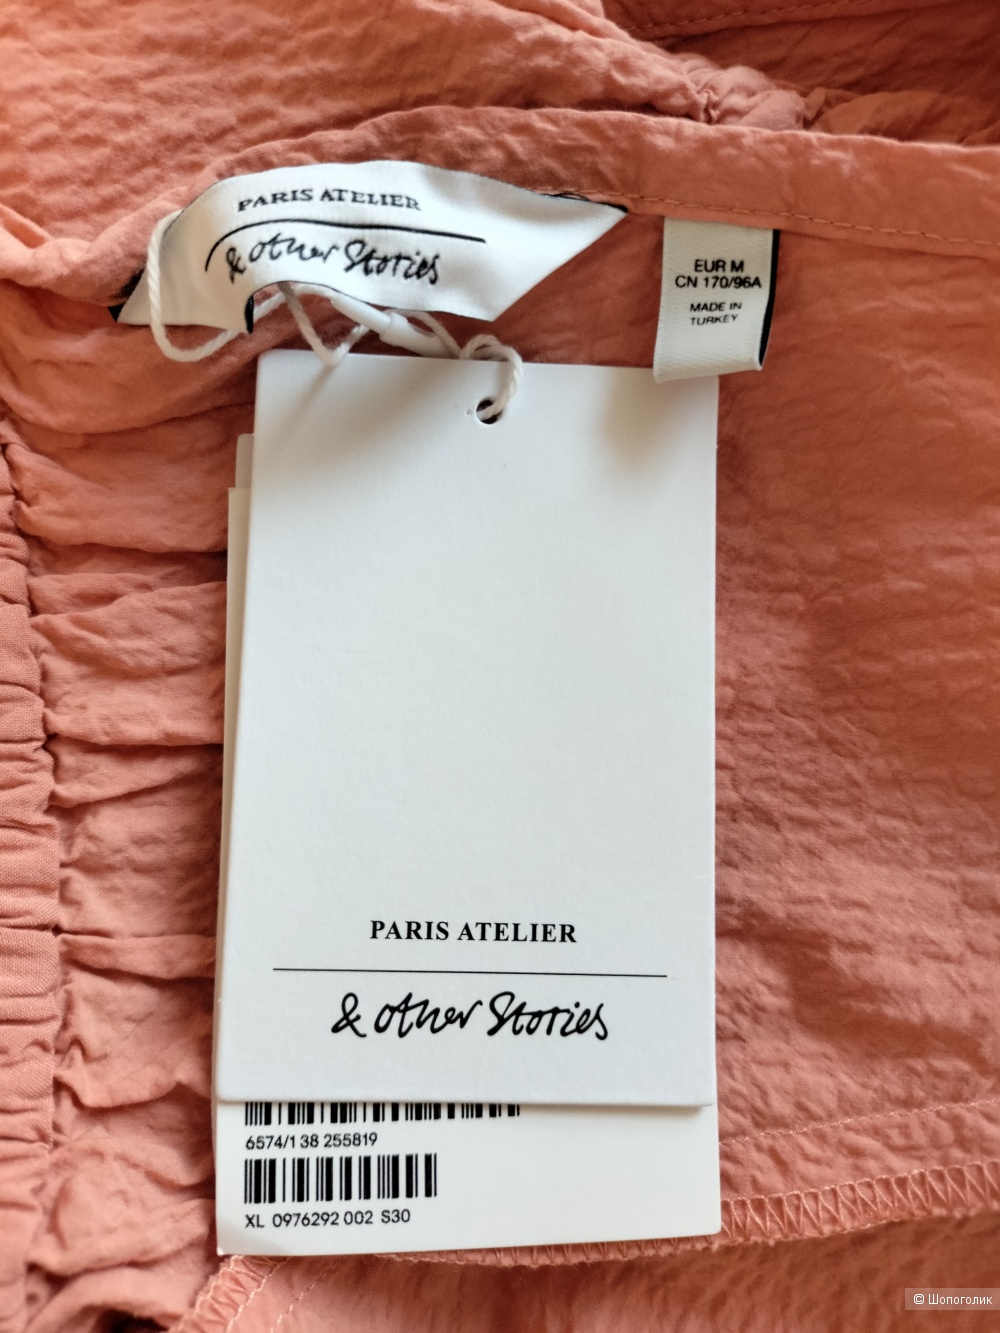 PARIS ATELIER
& other Stories
EUR M
CN 170/96A
MADE IN
TURKEY
PARIS ATELIER
& other Stories
6574/1 38 255819
XL 0976292 002 S30
© Шопоголик